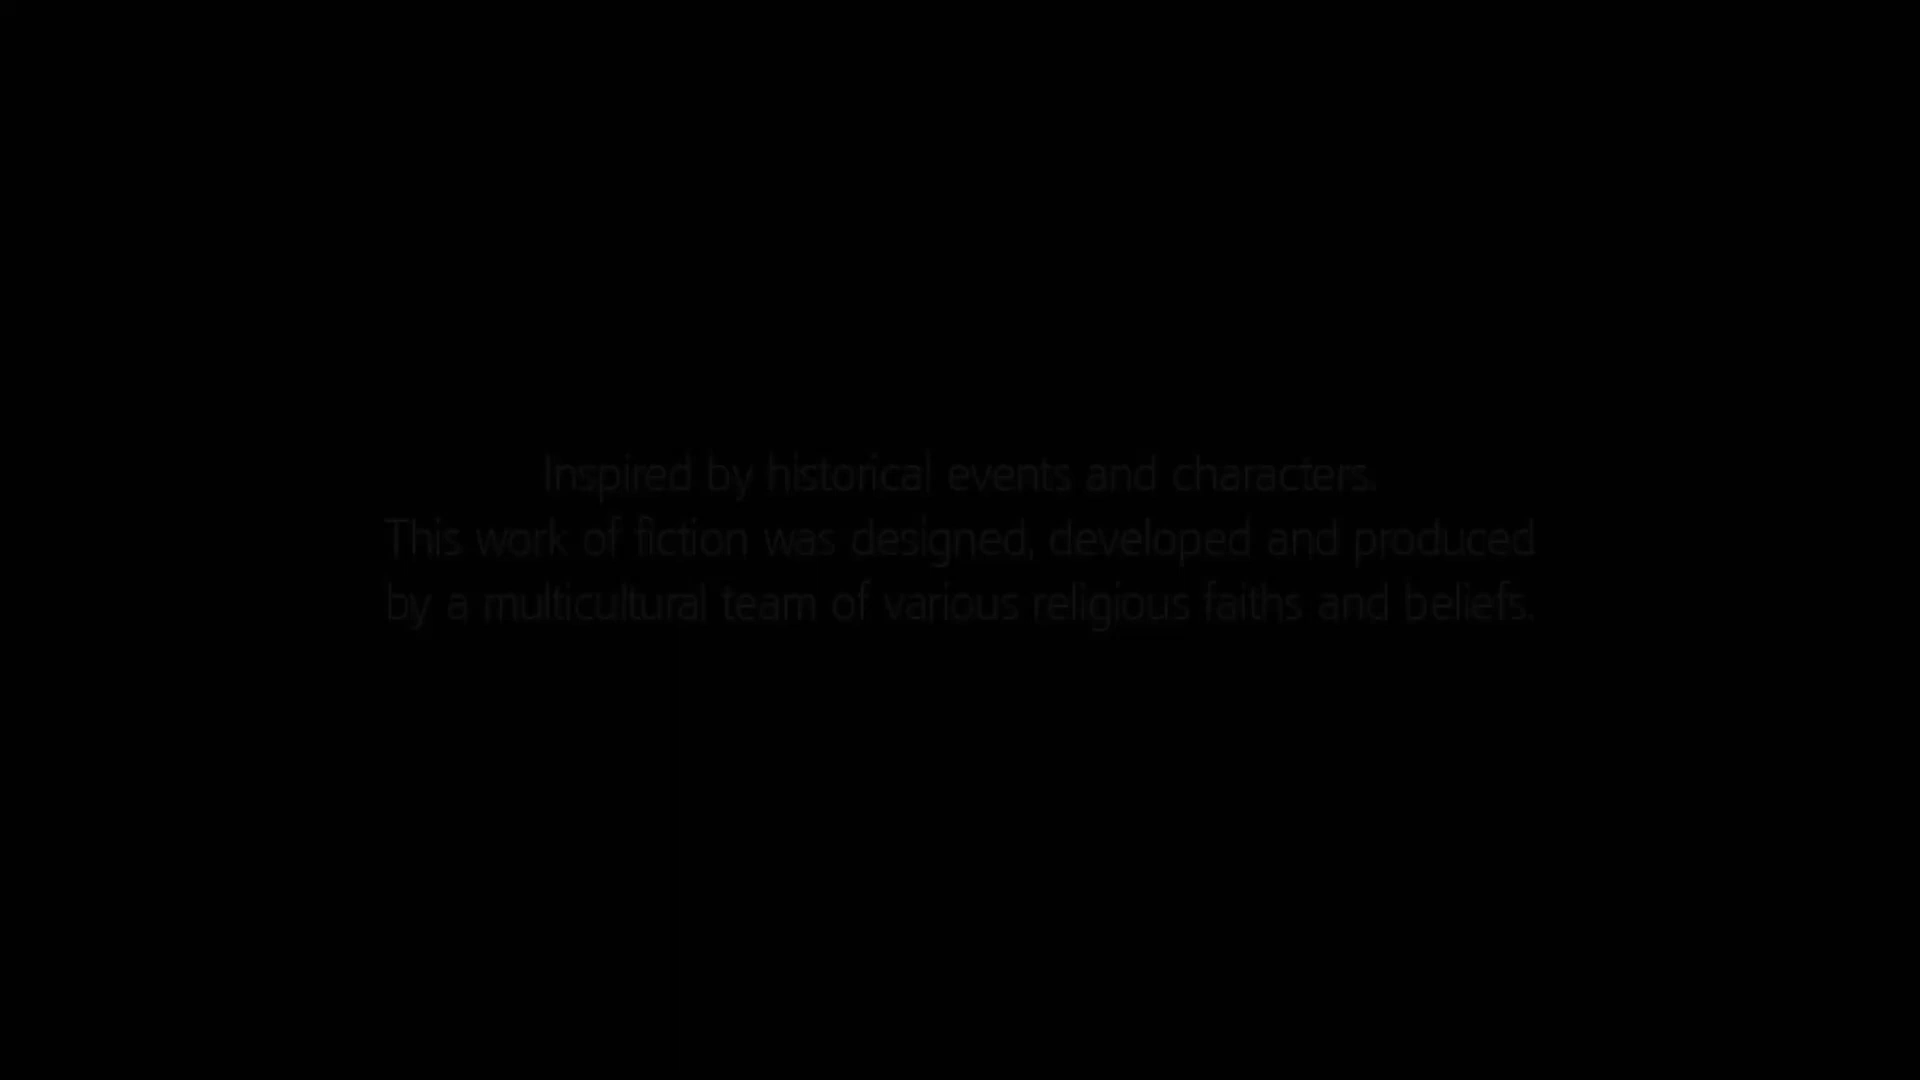 Inspired by historical events and characters.
This work of fiction was designed, developed and produced
by a multicultural team of various religious faiths and beliefs.